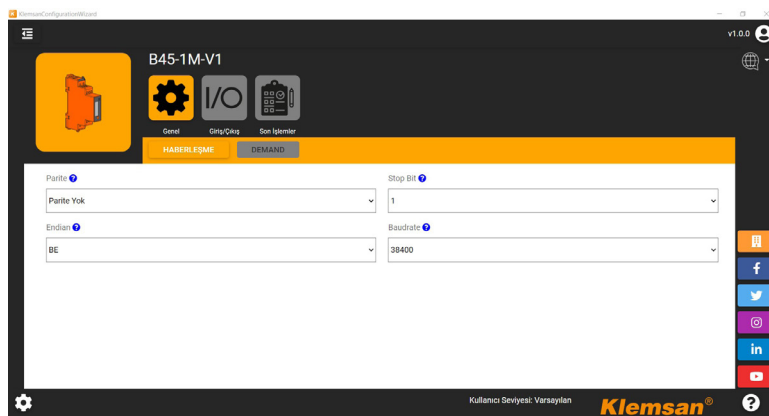 KlemsanConfigurationWizard
v1.0.0
B45-1M-V1
I/O
Genel
Giriş/Çıkış
Son İşlemler
HABERLEŞME
DEMAND
Parite ?
Stop Bit ?
Parite Yok
1
Endian ?
Baudrate ?
BE
38400
Kullanıcı Seviyesi: Varsayılan
Klemsan®